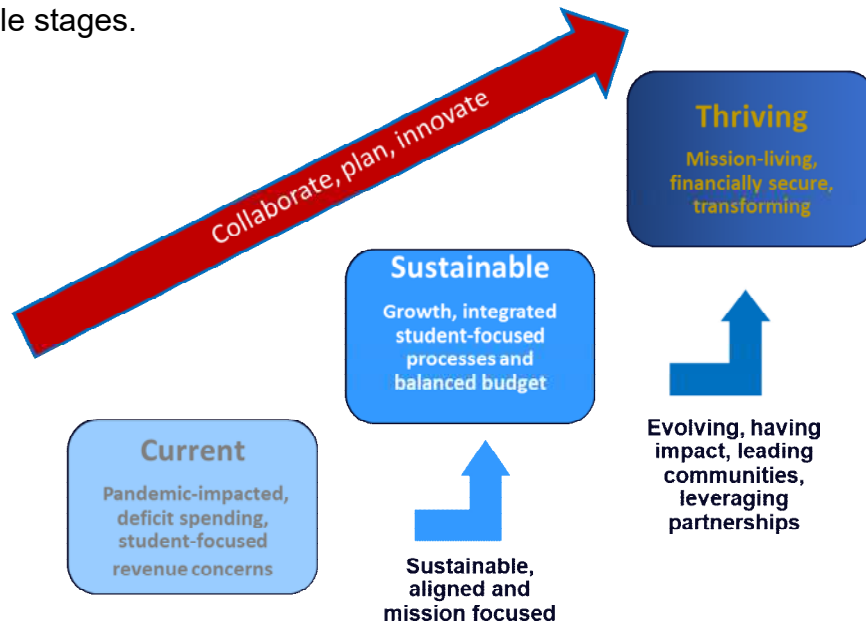 le stages.
Collaborate, plan, innovate
Thriving
Mission-living,
financially secure,
transforming
Sustainable
Growth, integrated
student-focused
processes and
balanced budget
Evolving, having
impact, leading
communities,
leveraging
partnerships
Current
Pandemic-impacted,
deficit spending,
student-focused
revenue concerns
Sustainable,
aligned and
mission focused